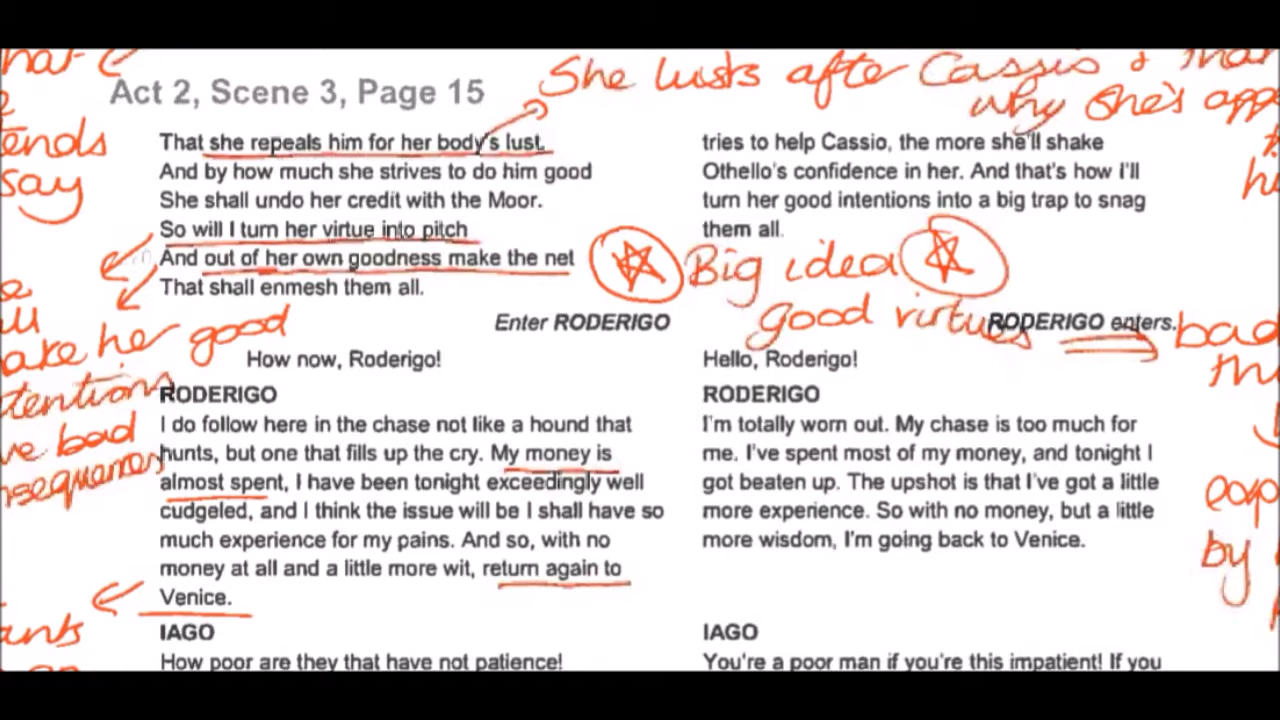 She lusts after Cassio &
why she's
Act 2, Scene 3, Page 15
That she repeals him for her body's lust.
And by how much she strives to do him good
She shall undo her credit with the Moor.
So will I turn her virtue into pitch
And out of her own goodness make the net
That shall enmesh them all.
Enter RODERIGO
How now, Roderigo!
RODERIGO
I do follow here in the chase not like a hound that
hunts, but one that fills up the cry. My money is
almost spent, I have been tonight exceedingly well
cudgeled, and I think the issue will be I shall have so
much experience for my pains. And so, with no
money at all and a little more wit, return again to
Venice.
IAGO
How poor are they that have not patience!
tries to help Cassio, the more she'll shake
Othello's confidence in her. And that's how I'll
turn her good intentions into a big trap to snag
them all.
Big idea
good virtues
RODERIGO enters.
Hello, Roderigo!
RODERIGO
I'm totally worn out. My chase is too much for
me. I've spent most of my money, and tonight I
got beaten up. The upshot is that I've got a little
more experience. So with no money, but a little
more wisdom, I'm going back to Venice.
IAGO
You're a poor man if you're this impatient! If you
say
her good
bad
by